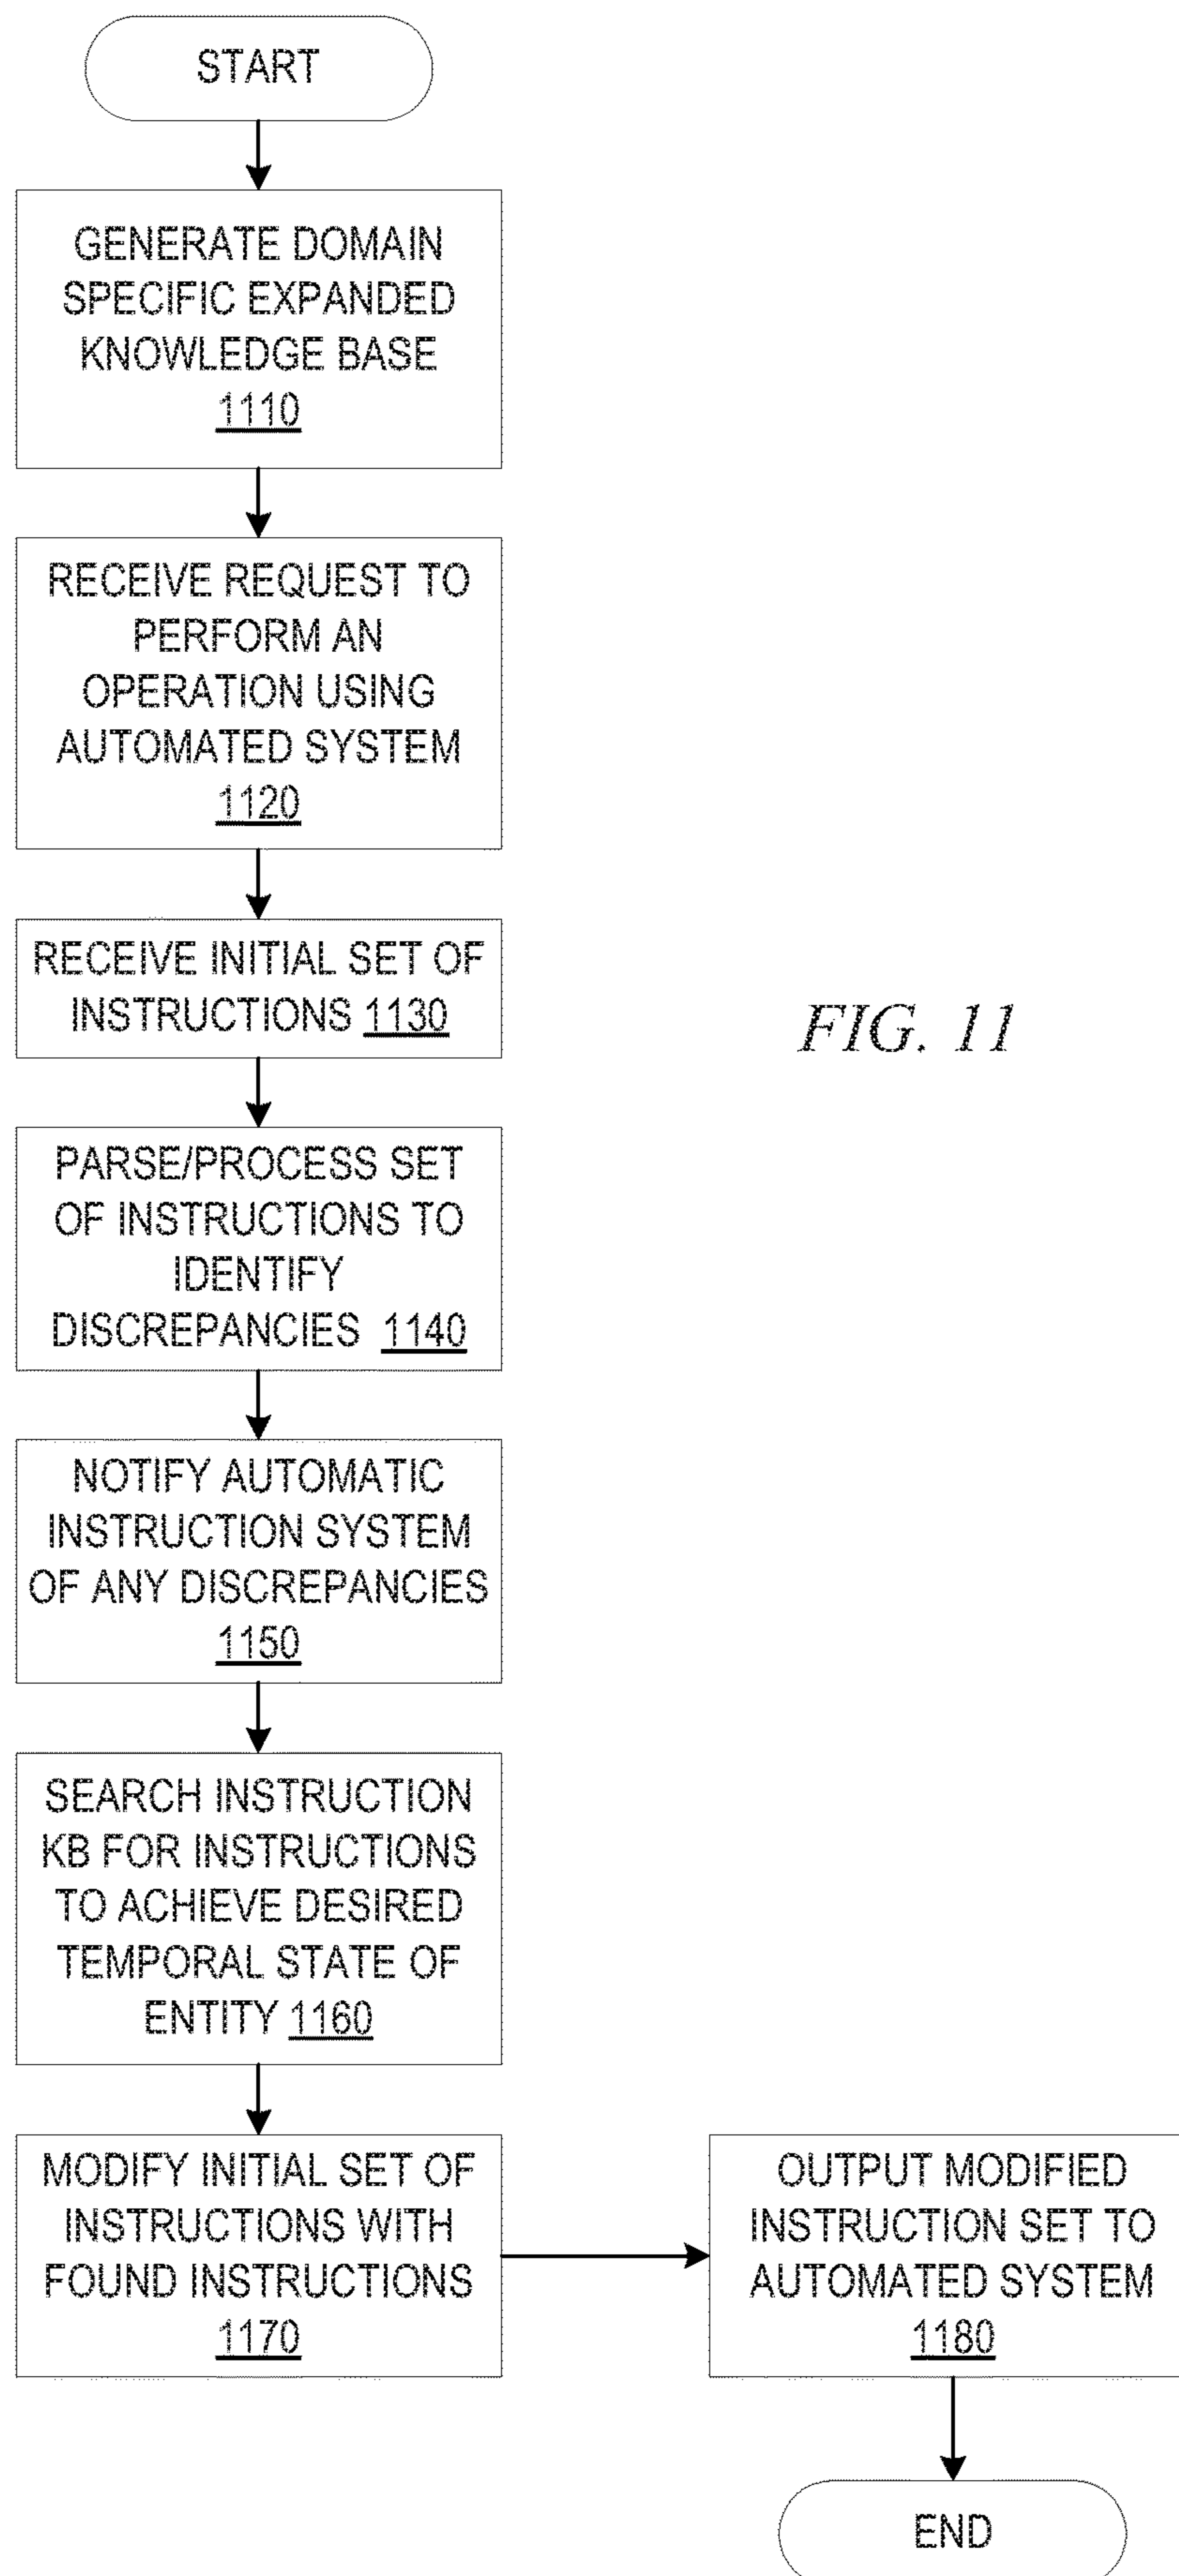 START
GENERATE DOMAIN
SPECIFIC EXPANDED
KNOWLEDGE BASE
1110
RECEIVE REQUEST TO
PERFORM AN
OPERATION USING
AUTOMATED SYSTEM
1120
RECEIVE INITIAL SET OF
INSTRUCTIONS 1130
FIG. 11
PARSE/PROCESS SET
OF INSTRUCTIONS TO
IDENTIFY
DISCREPANCIES 1140
NOTIFY AUTOMATIC
INSTRUCTION SYSTEM
OF ANY DISCREPANCIES
1150
SEARCH INSTRUCTION
KB FOR INSTRUCTIONS
TO ACHIEVE DESIRED
TEMPORAL STATE OF
ENTITY 1160
MODIFY INITIAL SET OF
INSTRUCTIONS WITH
FOUND INSTRUCTIONS
1170
OUTPUT MODIFIED
INSTRUCTION SET TO
AUTOMATED SYSTEM
1180
END